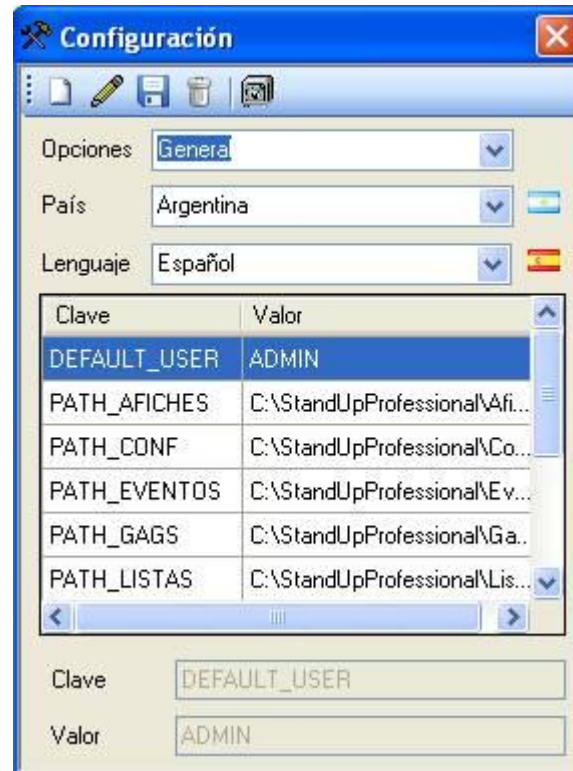 Configuración
Opciones General
País Argentina
Lenguaje Español
Clave Valor
DEFAULT_USER ADMIN
PATH_AFICHES C:\StandUpProfessional\Afi...
PATH_CONF C:\StandUpProfessional\Co...
PATH_EVENTOS C:\StandUpProfessional\Ev...
PATH_GAGS C:\StandUpProfessional\Ga...
PATH_LISTAS C:\StandUpProfessional\Lis...
Clave DEFAULT_USER
Valor ADMIN